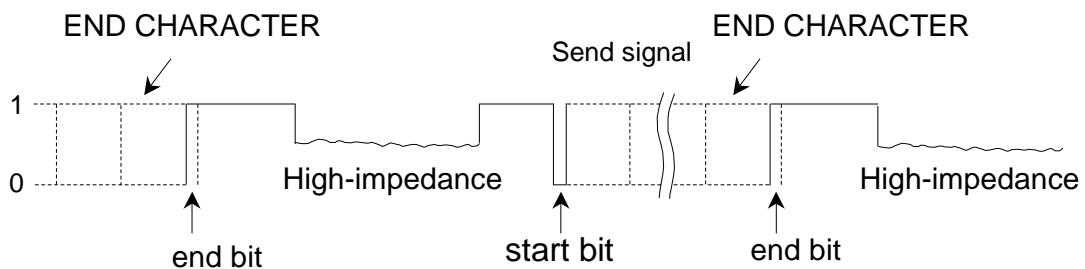 END CHARACTER
END CHARACTER
Send signal
1
0
High-impedance
High-impedance
end bit
start bit
end bit